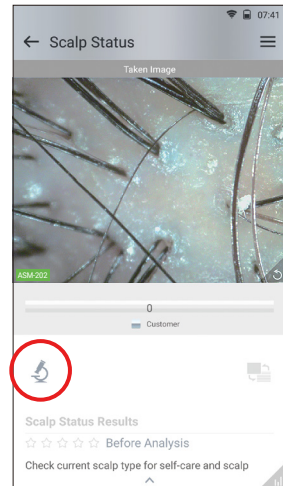 07:41
← Scalp Status
Taken Image
ASM-202
0
Customer
Scalp Status Results
☆ ☆ ☆ ☆ ☆ Before Analysis
Check current scalp type for self-care and scalp